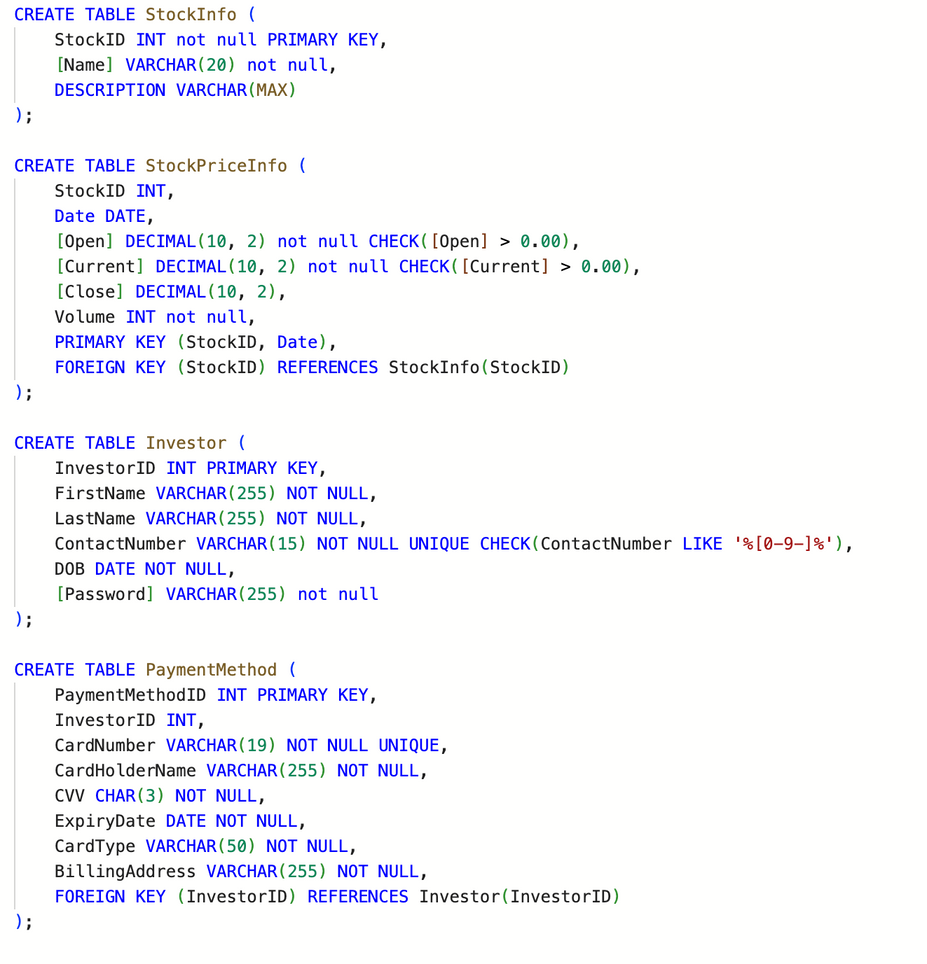 CREATE TABLE StockInfo (
    StockID INT not null PRIMARY KEY,
    [Name] VARCHAR(20) not null,
    DESCRIPTION VARCHAR(MAX)
);

CREATE TABLE StockPriceInfo (
    StockID INT,
    Date DATE,
    [Open] DECIMAL(10, 2) not null CHECK([Open] > 0.00),
    [Current] DECIMAL(10, 2) not null CHECK([Current] > 0.00),
    [Close] DECIMAL(10, 2),
    Volume INT not null,
    PRIMARY KEY (StockID, Date),
    FOREIGN KEY (StockID) REFERENCES StockInfo(StockID)
);

CREATE TABLE Investor (
    InvestorID INT PRIMARY KEY,
    FirstName VARCHAR(255) NOT NULL,
    LastName VARCHAR(255) NOT NULL,
    ContactNumber VARCHAR(15) NOT NULL UNIQUE CHECK(ContactNumber LIKE '%[0-9-]%'),
    DOB DATE NOT NULL,
    [Password] VARCHAR(255) not null
);

CREATE TABLE PaymentMethod (
    PaymentMethodID INT PRIMARY KEY,
    InvestorID INT,
    CardNumber VARCHAR(19) NOT NULL UNIQUE,
    CardHolderName VARCHAR(255) NOT NULL,
    CVV CHAR(3) NOT NULL,
    ExpiryDate DATE NOT NULL,
    CardType VARCHAR(50) NOT NULL,
    BillingAddress VARCHAR(255) NOT NULL,
    FOREIGN KEY (InvestorID) REFERENCES Investor(InvestorID)
);